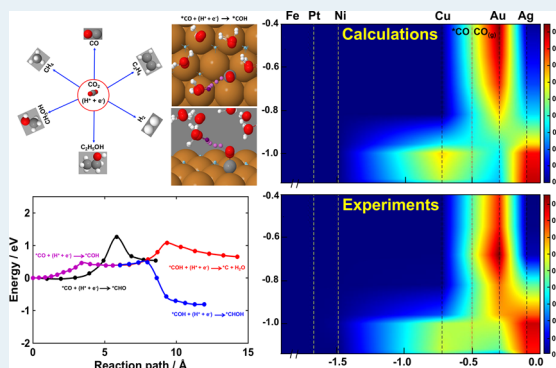 CO
CH₄
C₂H₄
CO₂
(H⁺ + e⁻)
CH₃OH
H₂
C₂H₅OH
*CO + (H⁺ + e⁻) → *COH
Energy / eV
2
1
0
-1
-2
*CO + (H⁺ + e⁻)→*COH
*COH + (H⁺ + e⁻)→*C + H₂O
*CO + (H⁺ + e⁻)→*CHO
*COH + (H⁺ + e⁻)→*CHOH
0 5 10 15
Reaction path / Å
Fe Pt Ni Cu Au Ag
Calculations
*CO CO(g)
-0.4
-0.6
-0.8
-1.0
Experiments
-0.4
-0.6
-0.8
-1.0
-1.5 -1.0 -0.5 0.0